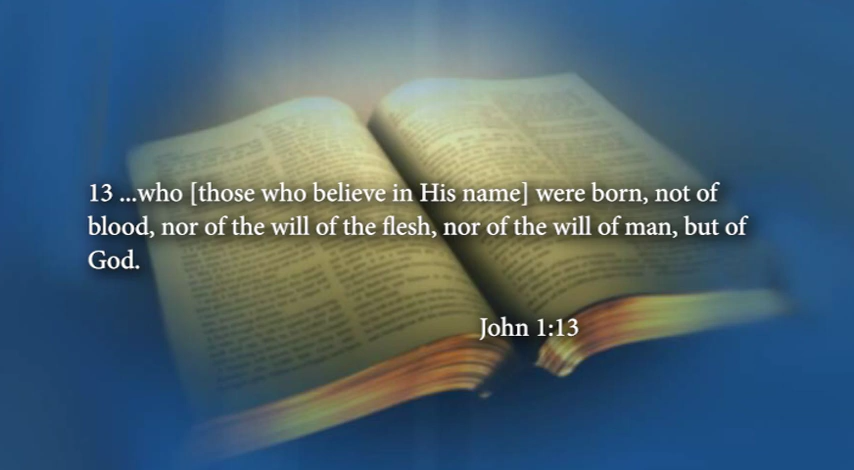 13 ...who [those who believe in His name] were born, not of
blood, nor of the will of the flesh, nor of the will of man, but of
God.
John 1:13